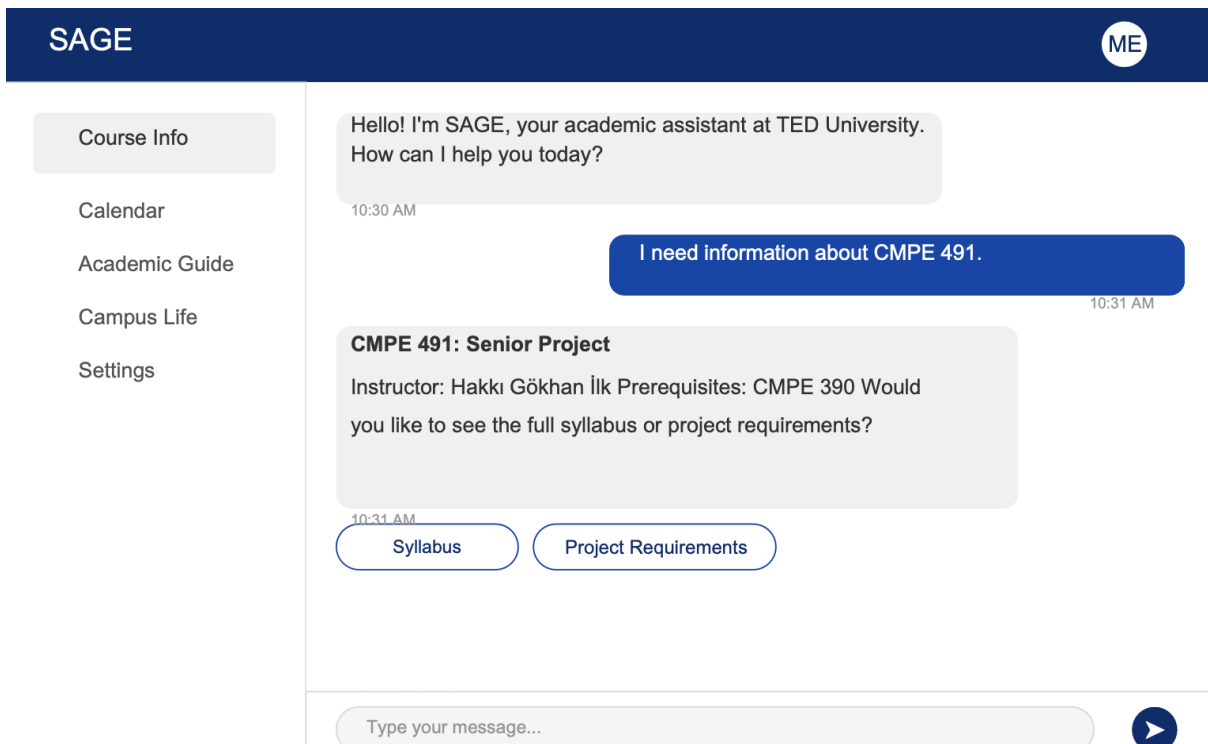 SAGE
ME
Course Info
Calendar
Academic Guide
Campus Life
Settings
Hello! I'm SAGE, your academic assistant at TED University.
How can I help you today?
10:30 AM
I need information about CMPE 491.
10:31 AM
CMPE 491: Senior Project
Instructor: Hakkı Gökhan İlk Prerequisites: CMPE 390 Would
you like to see the full syllabus or project requirements?
10:31 AM
Syllabus
Project Requirements
Type your message...